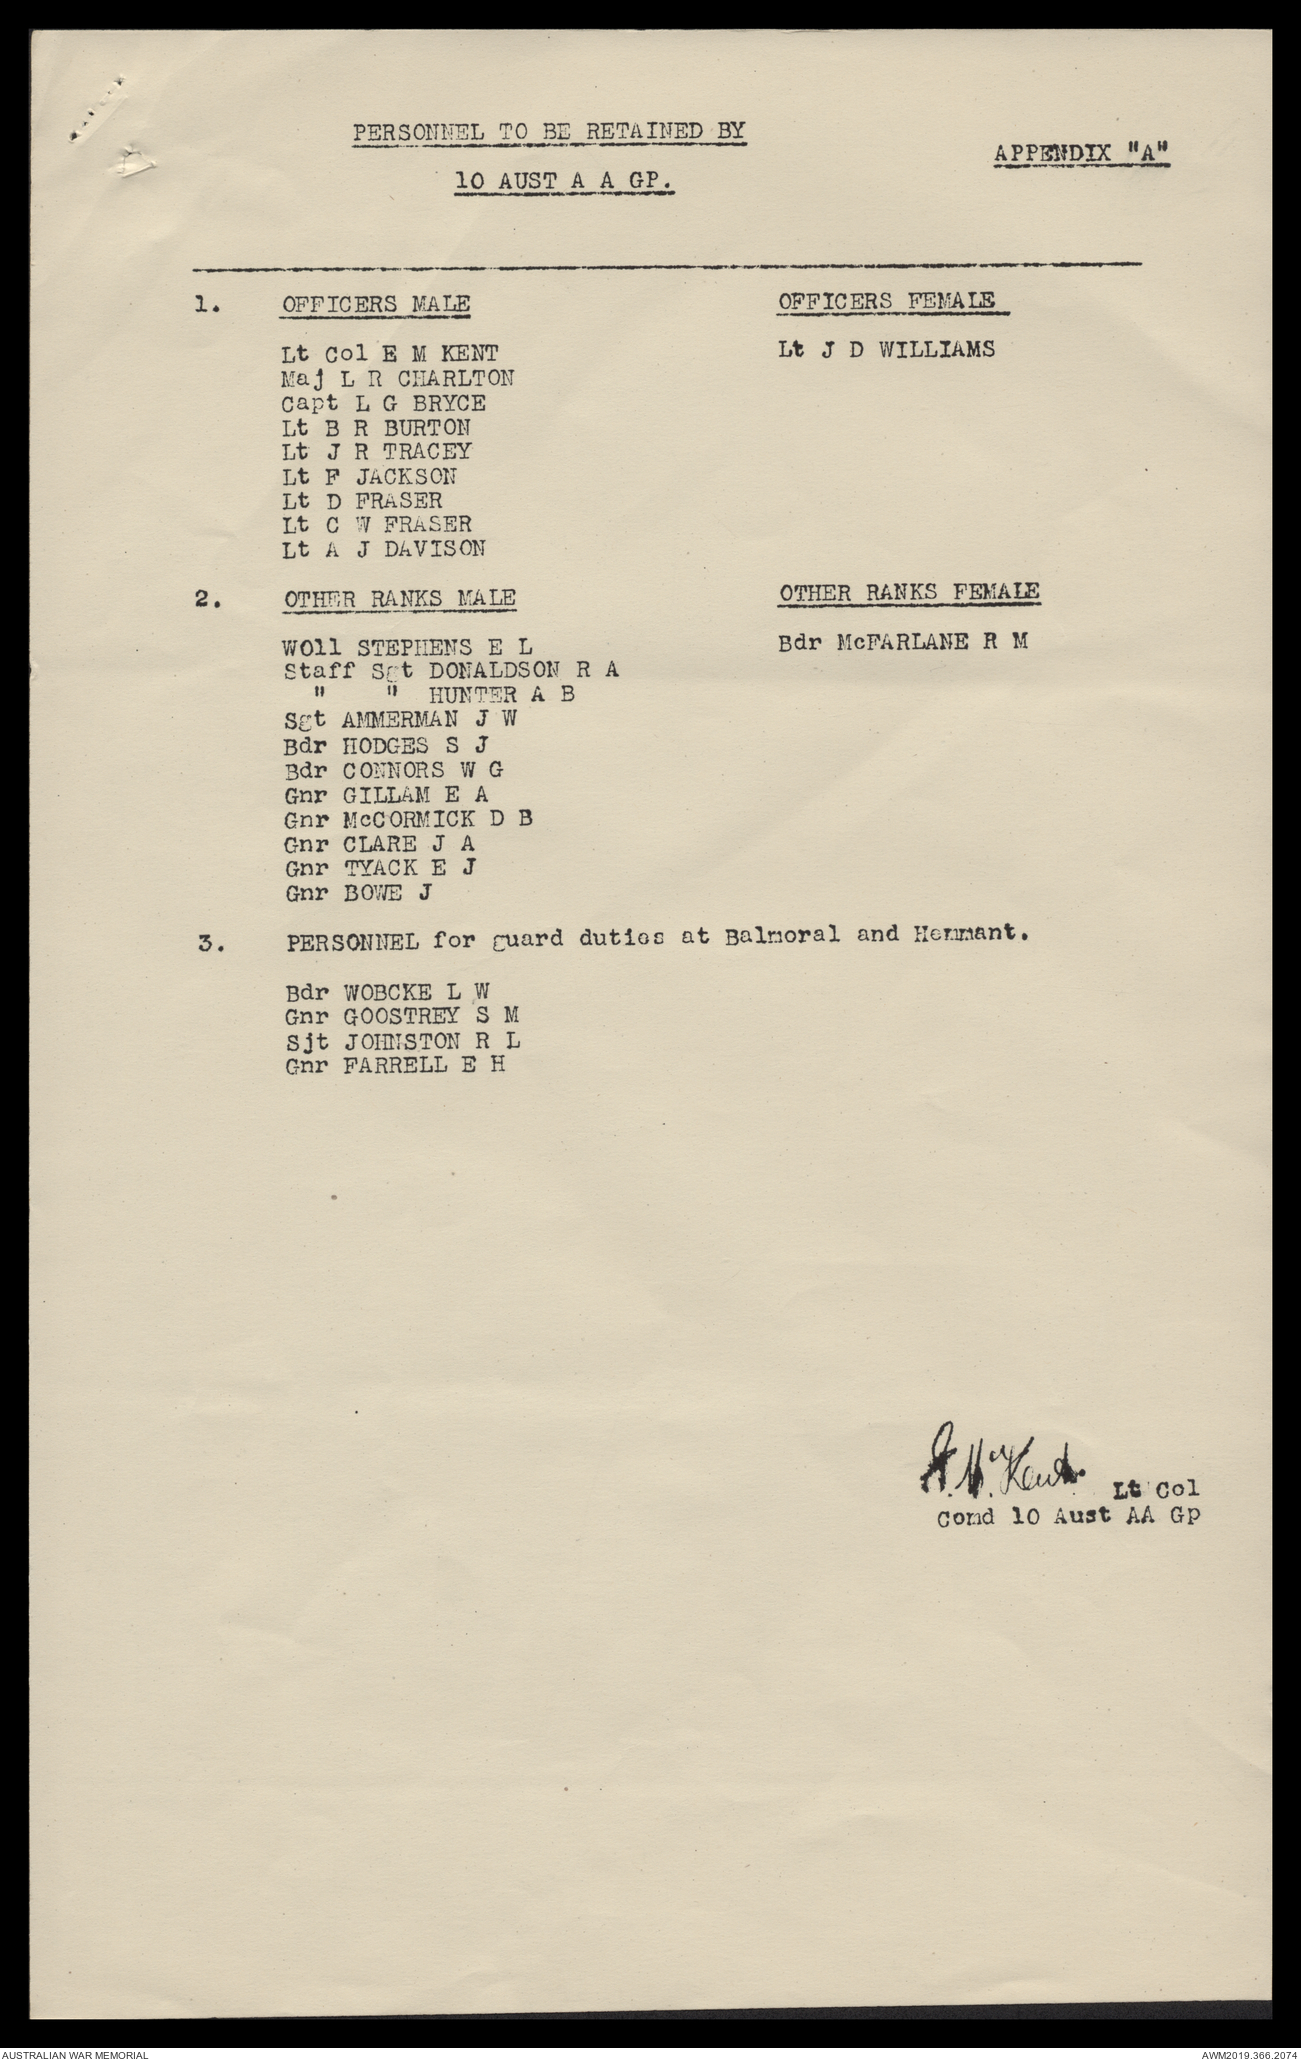 PERSONNEL TO BE RETAINED BY
APPENDIX "A"
10 AUST A A GP.
1. OFFICERS MALE OFFICERS FEMALE
Lt Col E M KENT Lt J D WILLIAMS
Maj L R CHARLTON
Capt L G BRYCE
Lt B R BURTON
Lt J R TRACEY
Lt F JACKSON
Lt D FRASER
Lt C W FRASER
Lt A J DAVISON
2. OTHER RANKS MALE OTHER RANKS FEMALE
WOll STEPHENS E L Bdr McFARLANE R M
Staff Sgt DONALDSON R A
" " HUNTER A B
Sgt AMMERMAN J W
Bdr HODGES S J
Bdr CONNORS W G
Gnr GILLAM E A
Gnr McCORMICK D B
Gnr CLARE J A
Gnr TYACK E J
Gnr BOWE J
3. PERSONNEL for guard duties at Balmoral and Hemmant.
Bdr WOBCKE L W
Gnr GOOSTREY S M
Sjt JOHNSTON R L
Gnr FARRELL E H
Kent Lt Col
Comd 10 Aust AA Gp
AUSTRALIAN WAR MEMORIAL AWM2019.366.2074